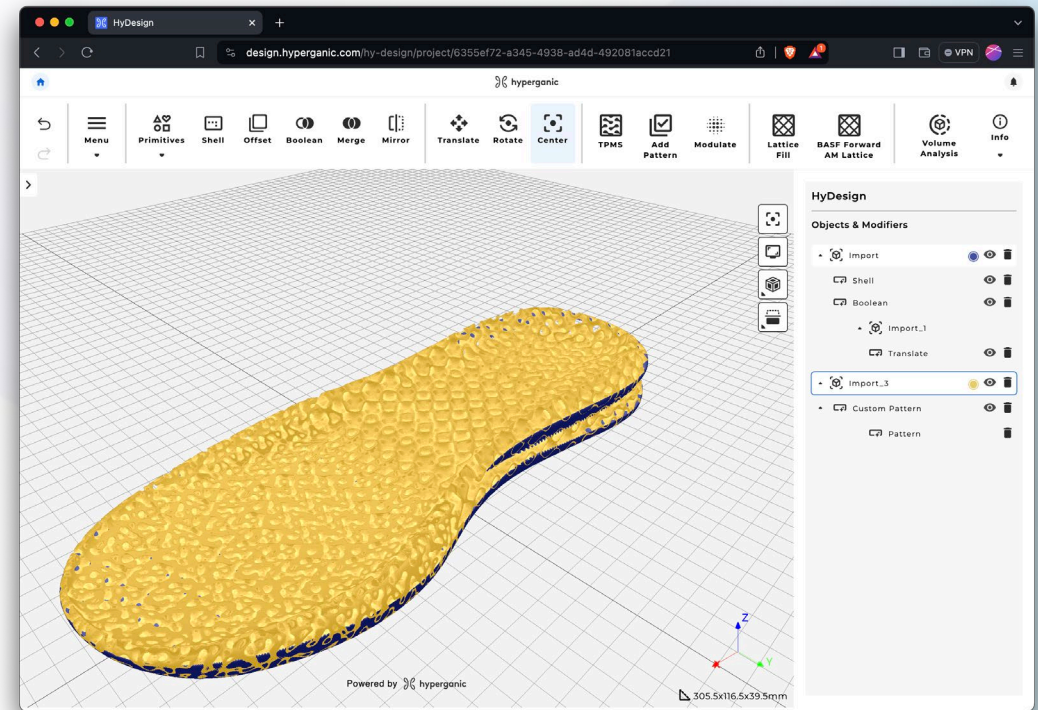 HyDesign
design.hyperganic.com/hy-design/project/6355ef72-a345-4938-ad4d-492081accd21
VPN
hyperganic
Menu
Primitives
Shell
Offset
Boolean
Merge
Mirror
Translate
Rotate
Center
TPMS
Add
Pattern
Modulate
Lattice
Fill
BASF Forward
AM Lattice
Volume
Analysis
Info
HyDesign
Objects & Modifiers
Import
Shell
Boolean
Import_1
Translate
Import_3
Custom Pattern
Pattern
Z
Y
Powered by hyperganic
305.5x116.5x39.5mm